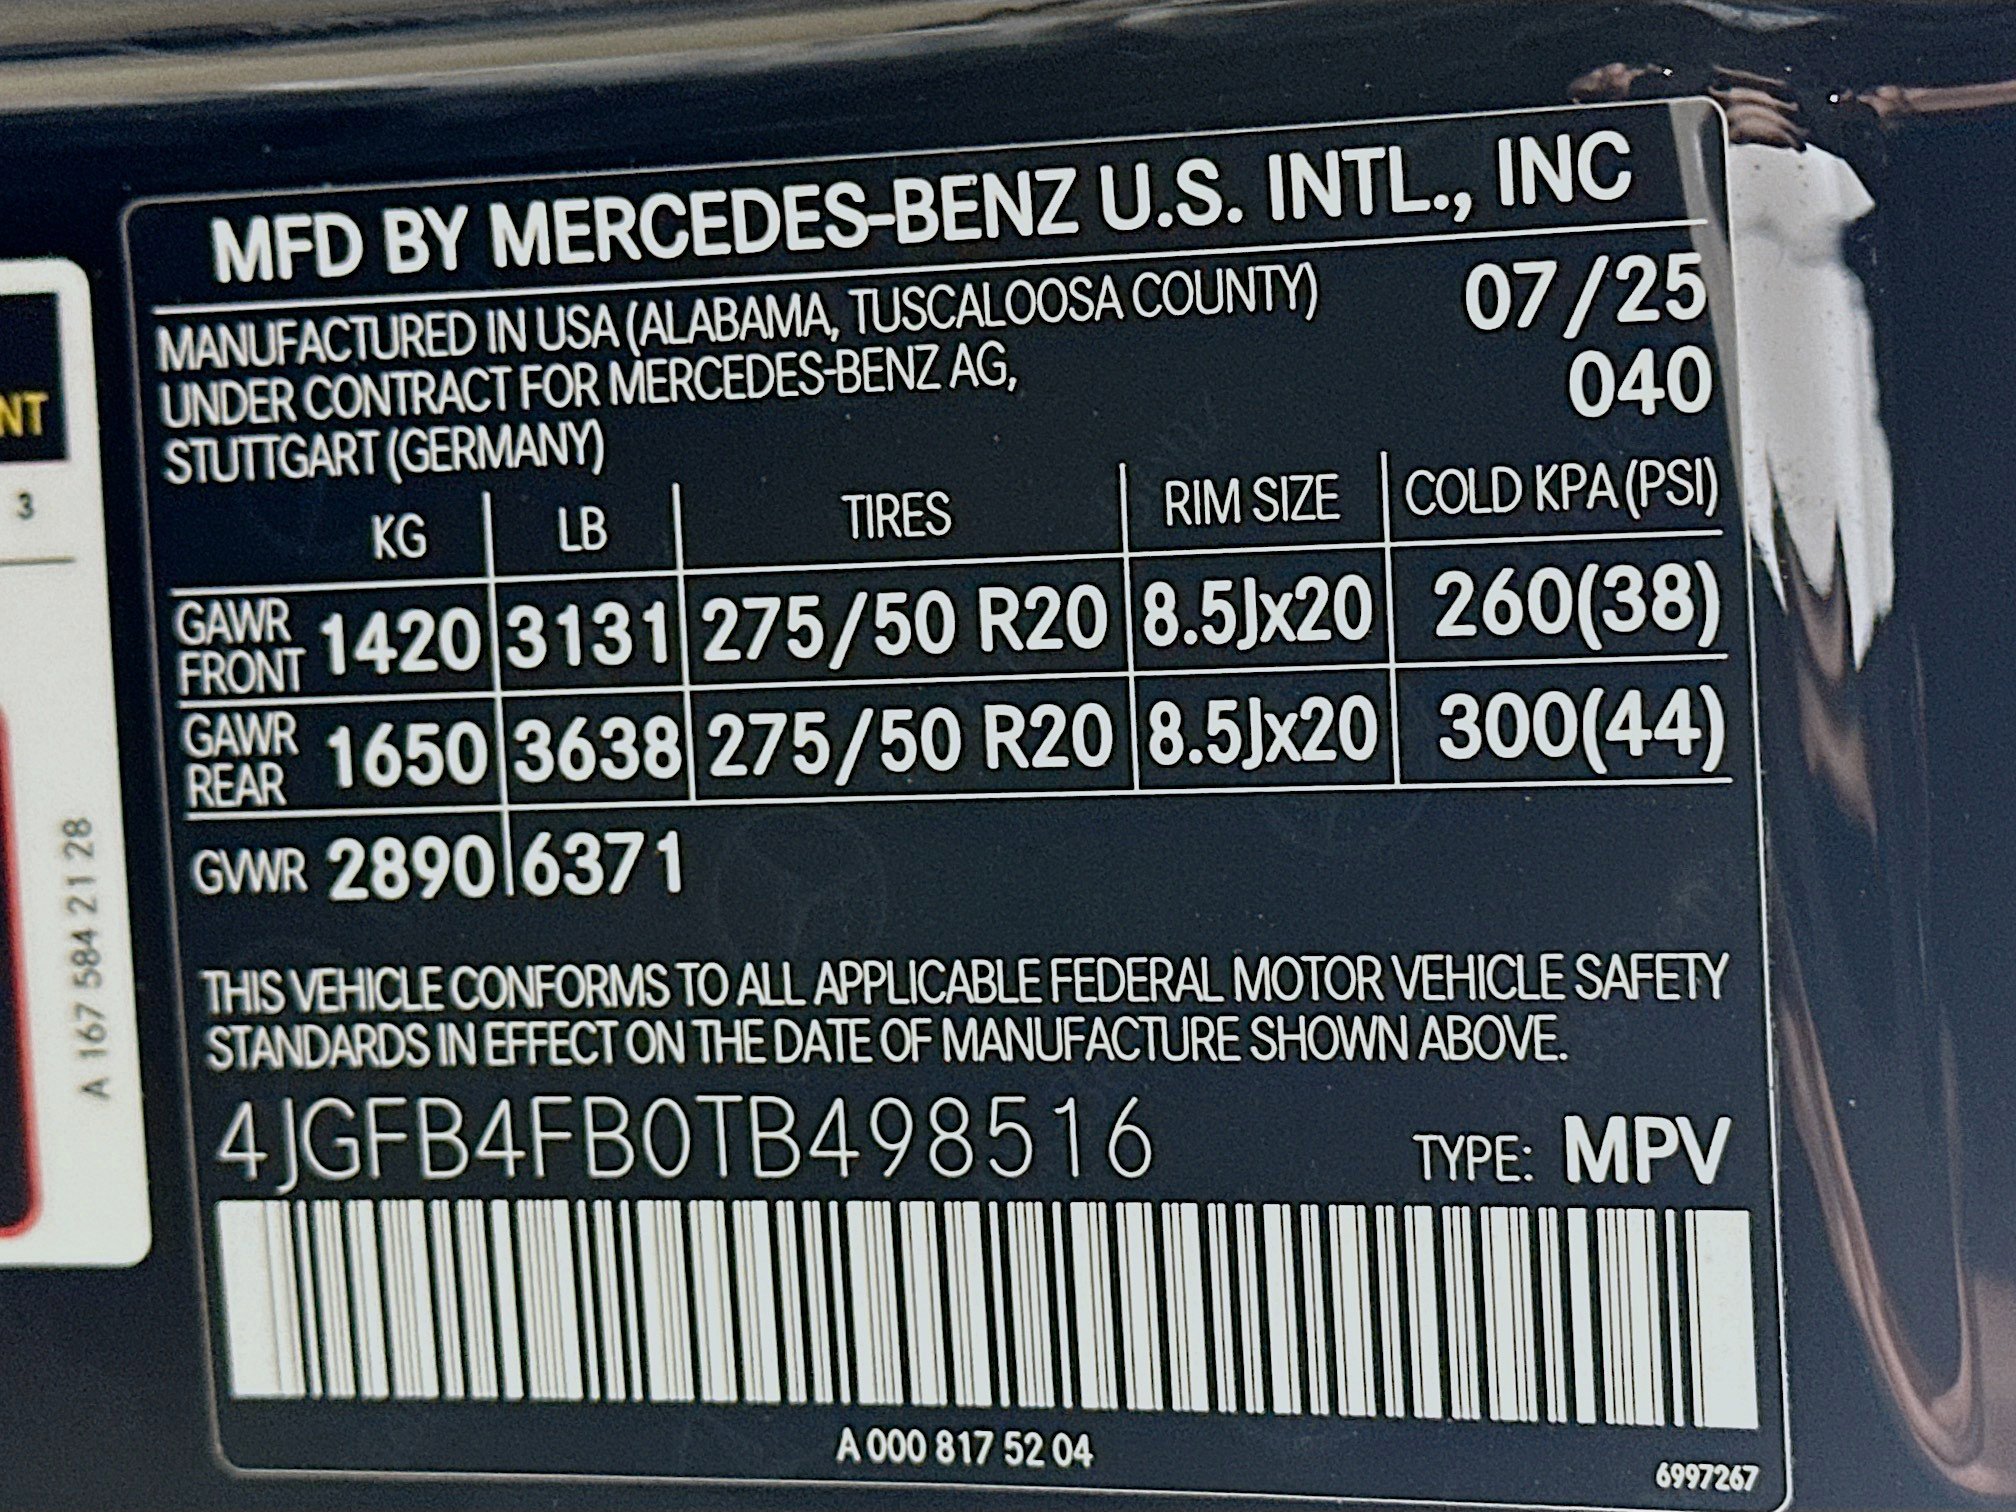 MFD BY MERCEDES-BENZ U.S. INTL., INC
MANUFACTURED IN USA (ALABAMA, TUSCALOOSA COUNTY) 07/25
UNDER CONTRACT FOR MERCEDES-BENZ AG, 040
STUTTGART (GERMANY)
KG LB TIRES RIM SIZE COLD KPA (PSI)
GAWR FRONT 1420 3131 275/50 R20 8.5Jx20 260(38)
GAWR REAR 1650 3638 275/50 R20 8.5Jx20 300(44)
GVWR 2890 6371
THIS VEHICLE CONFORMS TO ALL APPLICABLE FEDERAL MOTOR VEHICLE SAFETY
STANDARDS IN EFFECT ON THE DATE OF MANUFACTURE SHOWN ABOVE.
4JGFB4FB0TB498516 TYPE: MPV
A 000 817 52 04
6997267
NT
3
A 167 584 21 28